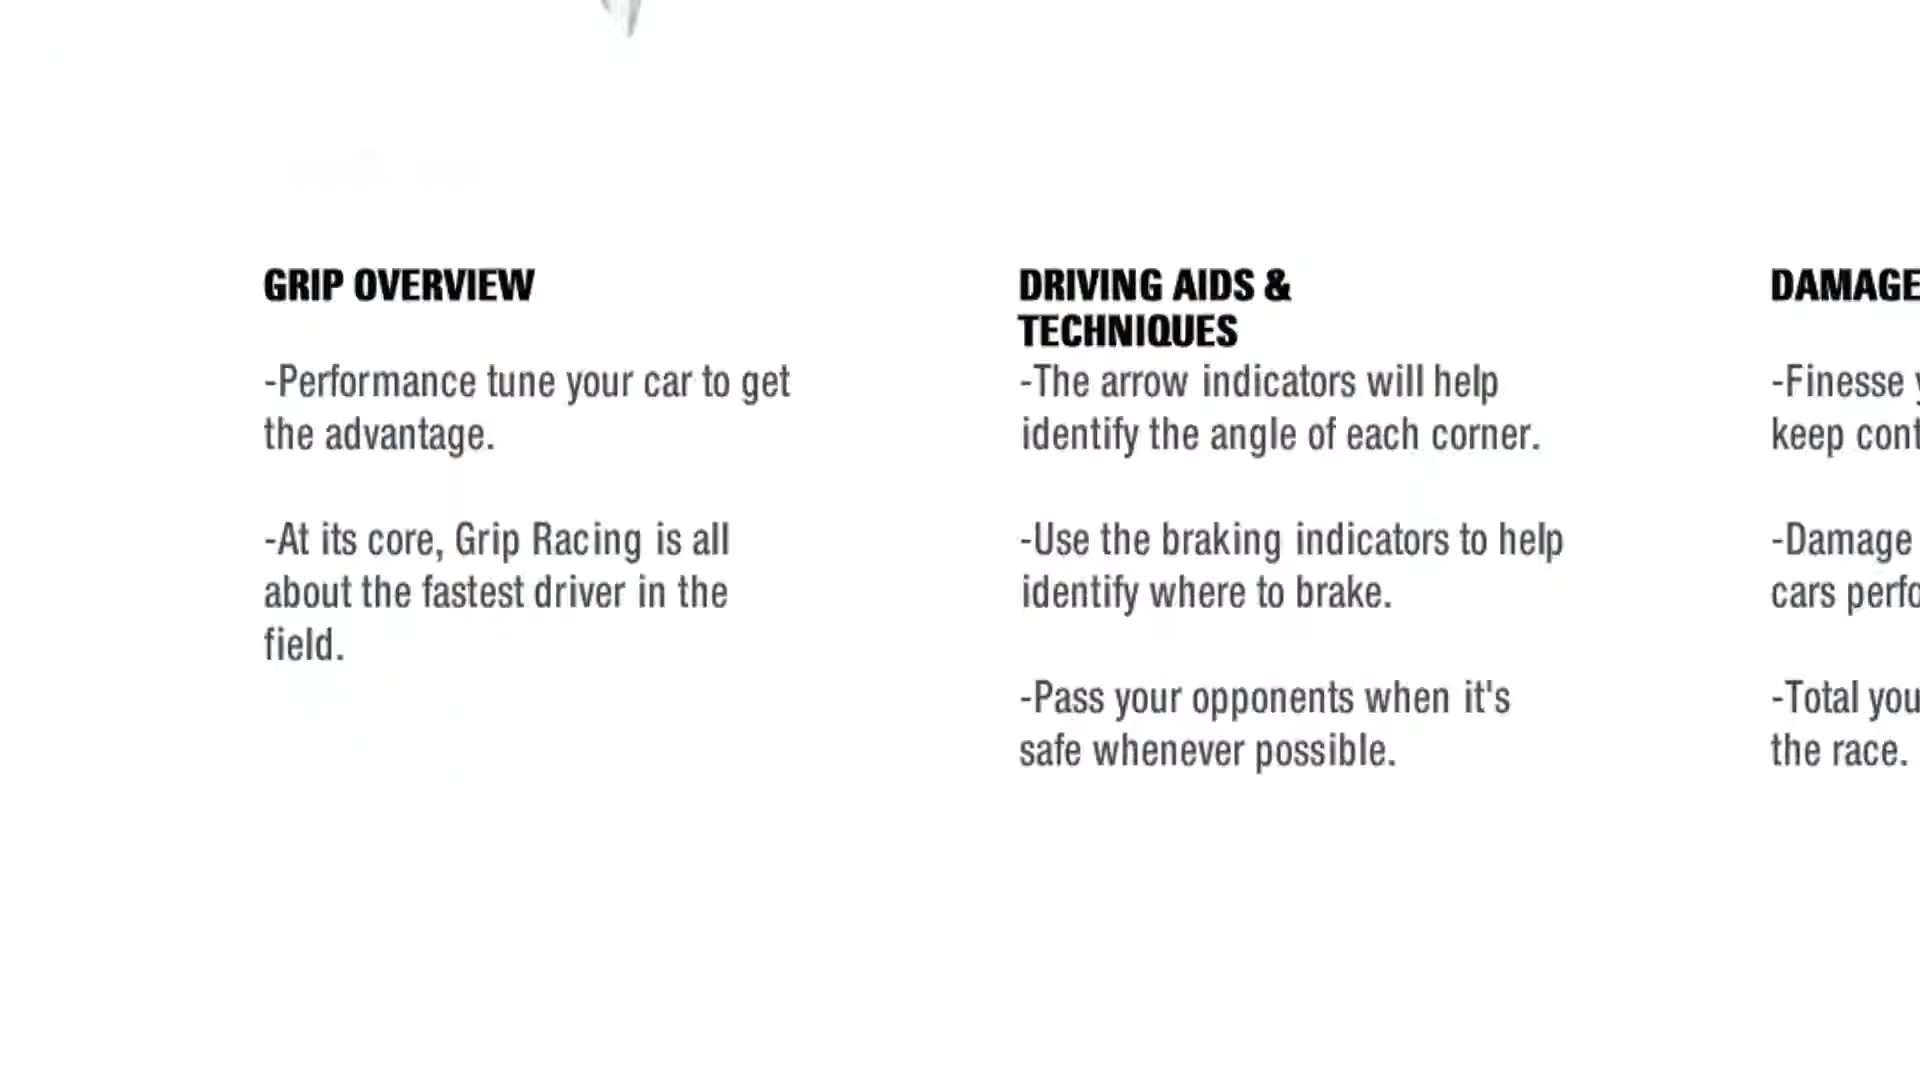 GRIP OVERVIEW
-Performance tune your car to get
the advantage.
-At its core, Grip Racing is all
about the fastest driver in the
field.
DRIVING AIDS &
TECHNIQUES
-The arrow indicators will help
identify the angle of each corner.
-Use the braking indicators to help
identify where to brake.
-Pass your opponents when it's
safe whenever possible.
DAMAGE
-Finesse
keep
-Damage
cars
-Total
the race.